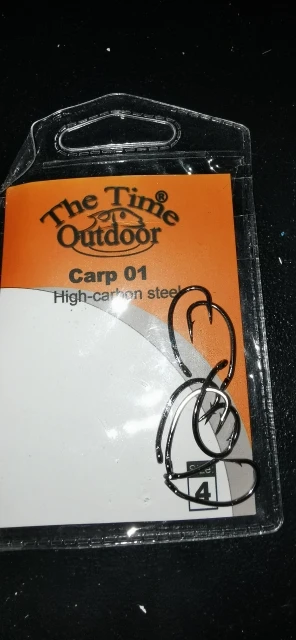 The Time®
Outdoor
Carp 01
High-carbon steel
4